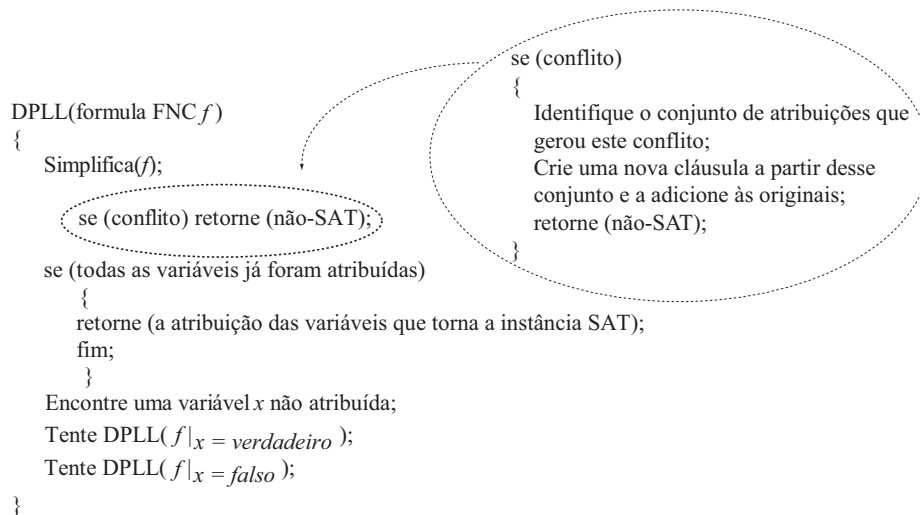 DPLL(formula FNC f )
{
Simplifica(f);
se (conflito) retorne (não-SAT);
se (todas as variáveis já foram atribuídas)
{
retorne (a atribuição das variáveis que torna a instância SAT);
fim;
}
Encontre uma variável x não atribuída;
Tente DPLL( f |x = verdadeiro );
Tente DPLL( f |x = falso );
}
se (conflito)
{
Identifique o conjunto de atribuições que
gerou este conflito;
Crie uma nova cláusula a partir desse
conjunto e a adicione às originais;
retorne (não-SAT);
}